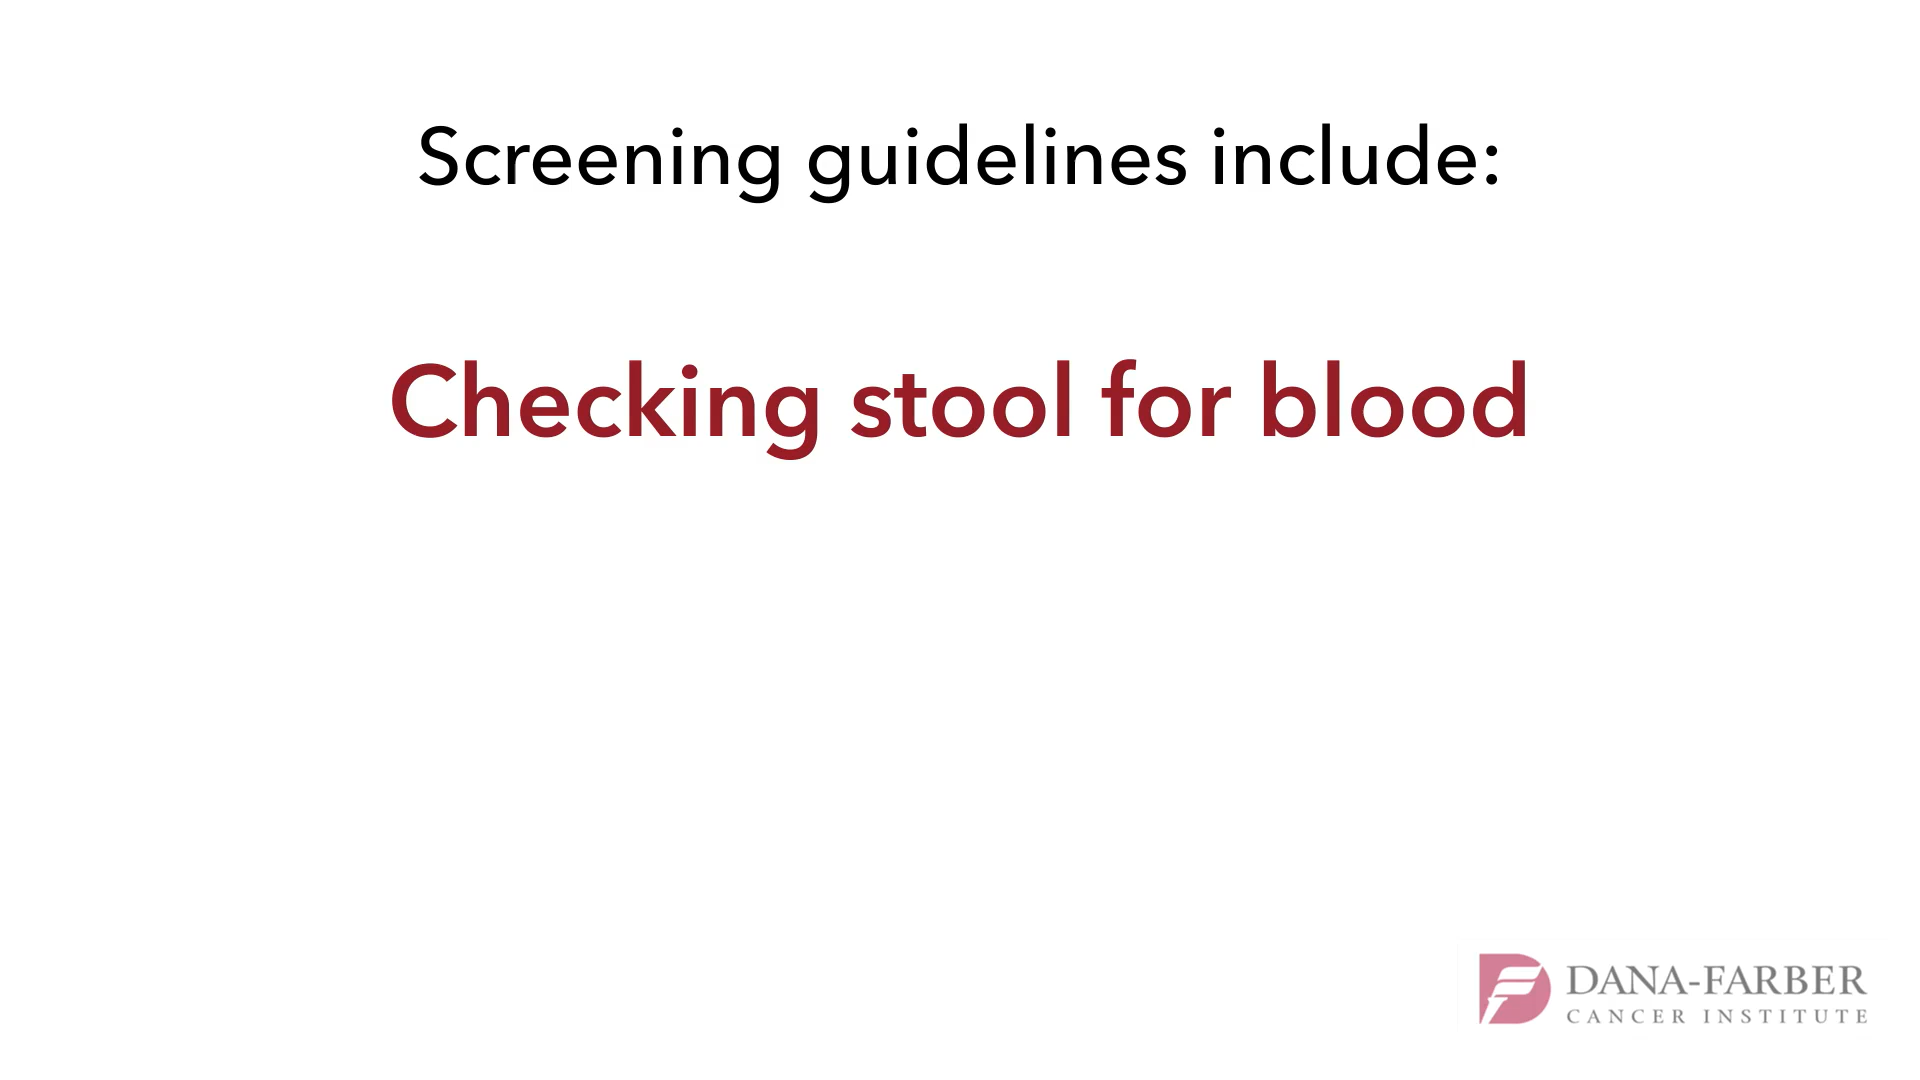 Screening guidelines include:
Checking stool for blood
DANA-FARBER
CANCER INSTITUTE